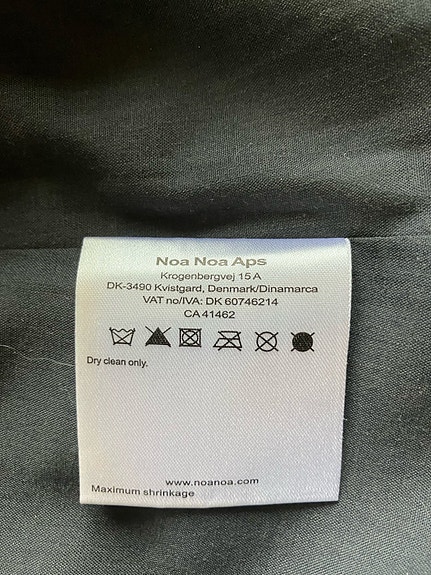 Noa Noa Aps
Krogenbergvej 15 A
DK-3490 Kvistgard, Denmark/Dinamarca
VAT no/IVA: DK 60746214
CA 41462
Dry clean only.
www.noanoa.com
Maximum shrinkage